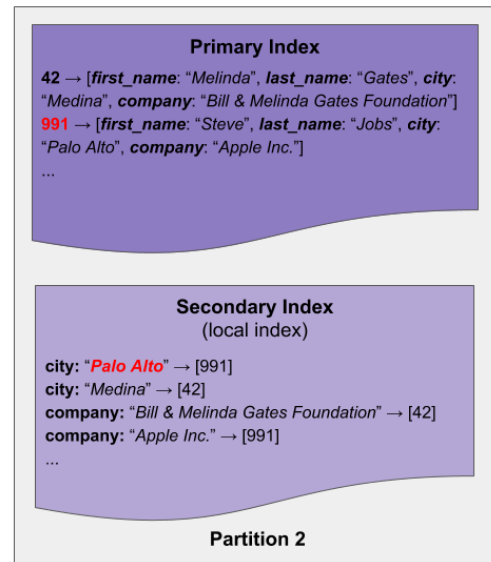 Primary Index
42 → [first_name: “Melinda”, last_name: “Gates”, city:
“Medina”, company: “Bill & Melinda Gates Foundation”]
991 → [first_name: “Steve”, last_name: “Jobs”, city:
“Palo Alto”, company: “Apple Inc.”]
...
Secondary Index
(local index)
city: “Palo Alto” → [991]
city: “Medina” → [42]
company: “Bill & Melinda Gates Foundation” → [42]
company: “Apple Inc.” → [991]
...
Partition 2